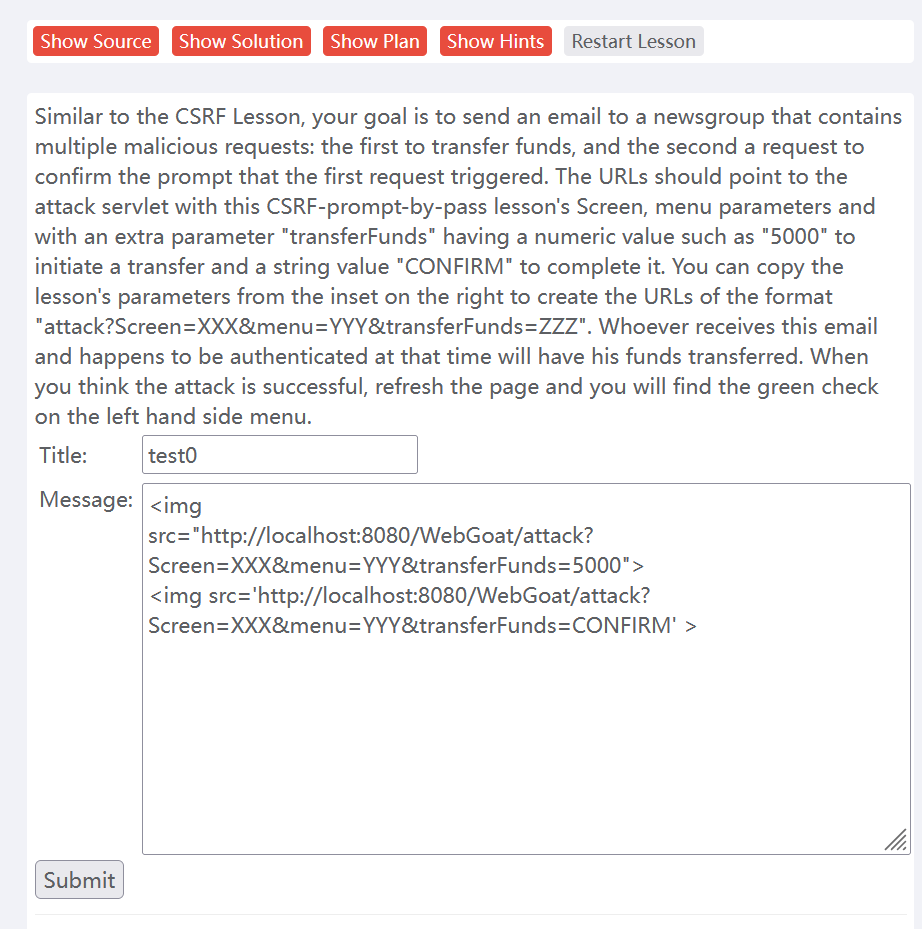 Show Source Show Solution Show Plan Show Hints Restart Lesson
Similar to the CSRF Lesson, your goal is to send an email to a newsgroup that contains
multiple malicious requests: the first to transfer funds, and the second a request to
confirm the prompt that the first request triggered. The URLs should point to the
attack servlet with this CSRF-prompt-by-pass lesson's Screen, menu parameters and
with an extra parameter "transferFunds" having a numeric value such as "5000" to
initiate a transfer and a string value "CONFIRM" to complete it. You can copy the
lesson's parameters from the inset on the right to create the URLs of the format
"attack?Screen=XXX&menu=YYY&transferFunds=ZZZ". Whoever receives this email
and happens to be authenticated at that time will have his funds transferred. When
you think the attack is successful, refresh the page and you will find the green check
on the left hand side menu.
Title: test0
Message: <img
src="http://localhost:8080/WebGoat/attack?
Screen=XXX&menu=YYY&transferFunds=5000">
<img src='http://localhost:8080/WebGoat/attack?
Screen=XXX&menu=YYY&transferFunds=CONFIRM' >
Submit